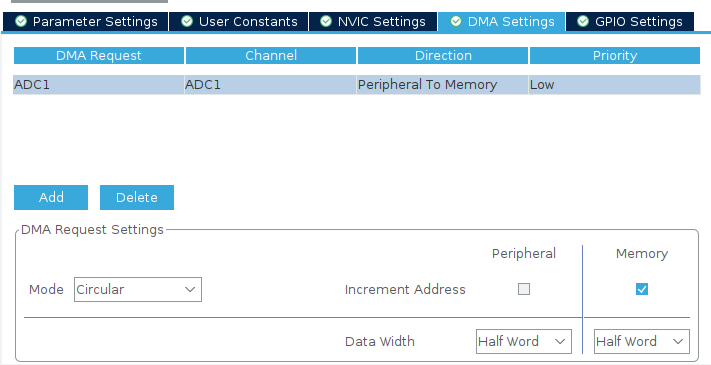 Parameter Settings User Constants NVIC Settings DMA Settings GPIO Settings
DMA Request Channel Direction Priority
ADC1 ADC1 Peripheral To Memory Low
Add Delete
DMA Request Settings
Peripheral Memory
Mode Circular Increment Address
Data Width Half Word Half Word